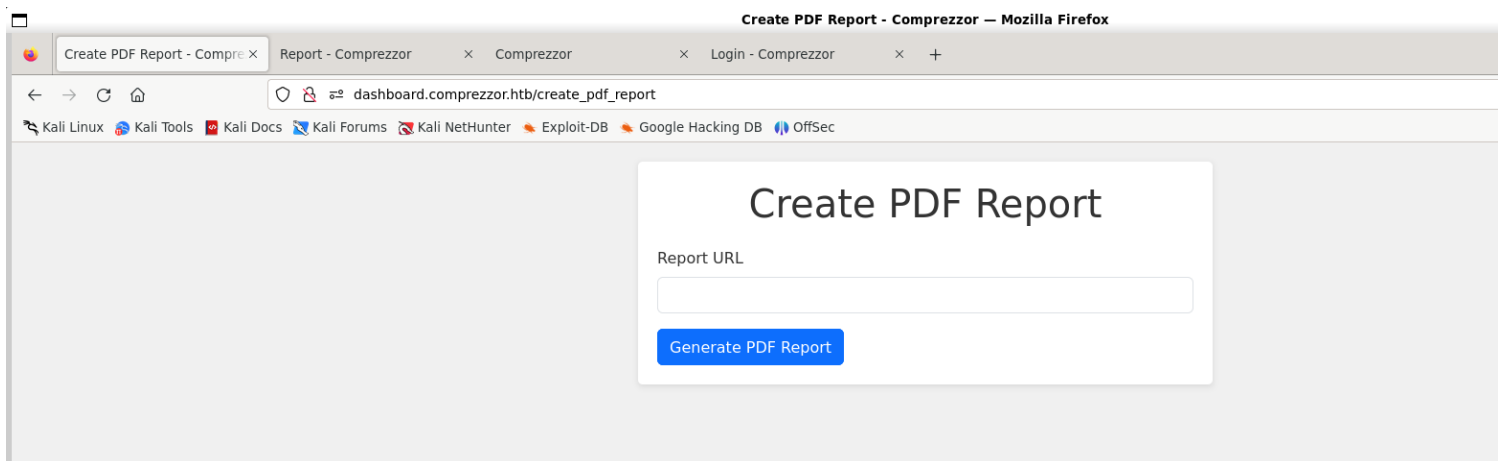 Create PDF Report - Comprezzor — Mozilla Firefox
Create PDF Report - Compre
Report - Comprezzor
Comprezzor
Login - Comprezzor
dashboard.comprezzor.htb/create_pdf_report
Kali Linux Kali Tools Kali Docs Kali Forums Kali NetHunter Exploit-DB Google Hacking DB OffSec
Create PDF Report
Report URL
Generate PDF Report